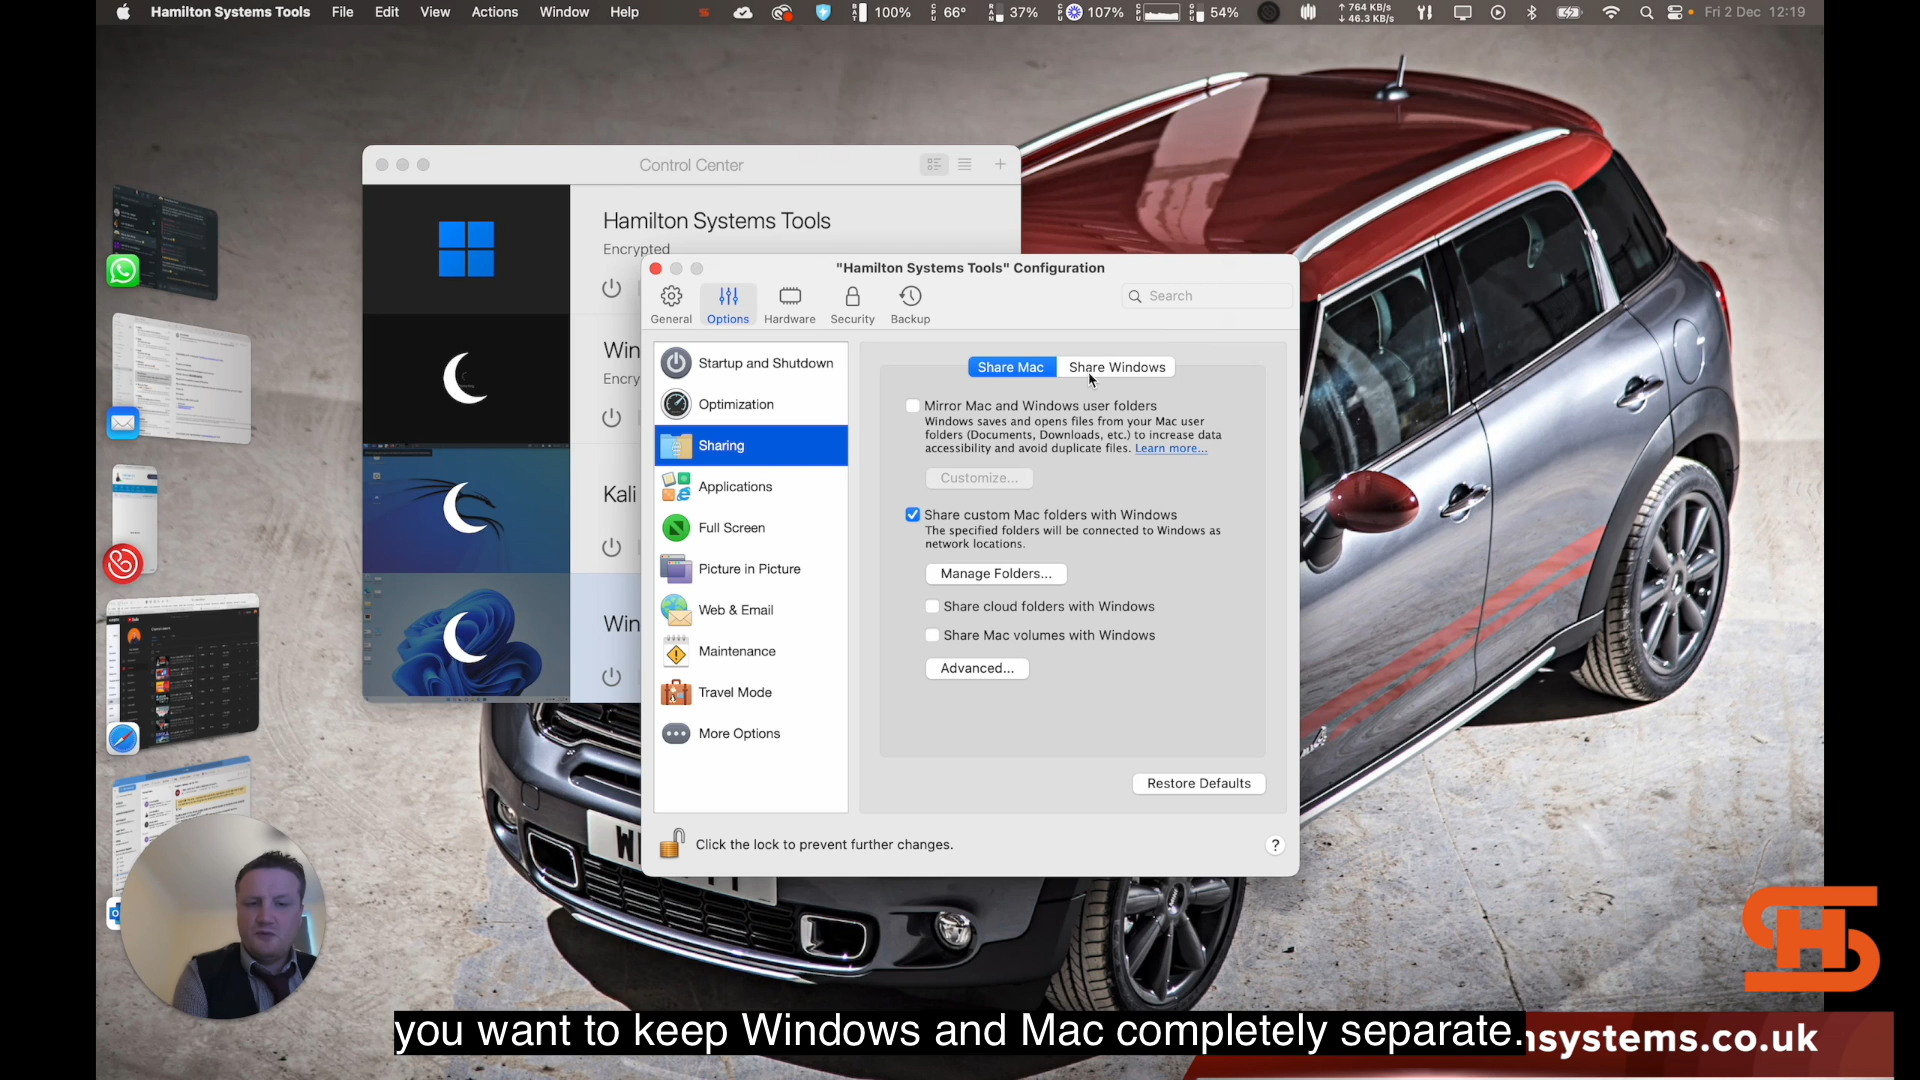 Hamilton Systems Tools File Edit View Actions Window Help
100% 66° 37% 107% 54% ↑ 764 KB/s
↓ 46.3 KB/s
Fri 2 Dec 12:19
Control Center
Hamilton Systems Tools
Encrypted
Win
Encry
Kali
Win
"Hamilton Systems Tools" Configuration
General Options Hardware Security Backup
Search
Startup and Shutdown
Optimization
Sharing
Applications
Full Screen
Picture in Picture
Web & Email
Maintenance
Travel Mode
More Options
Share Mac Share Windows
Mirror Mac and Windows user folders
Windows saves and opens files from your Mac user
folders (Documents, Downloads, etc.) to increase data
accessibility and avoid duplicate files. Learn more...
Customize...
Share custom Mac folders with Windows
The specified folders will be connected to Windows as
network locations.
Manage Folders...
Share cloud folders with Windows
Share Mac volumes with Windows
Advanced...
Restore Defaults
Click the lock to prevent further changes.
?
you want to keep Windows and Mac completely separate.
nsystems.co.uk